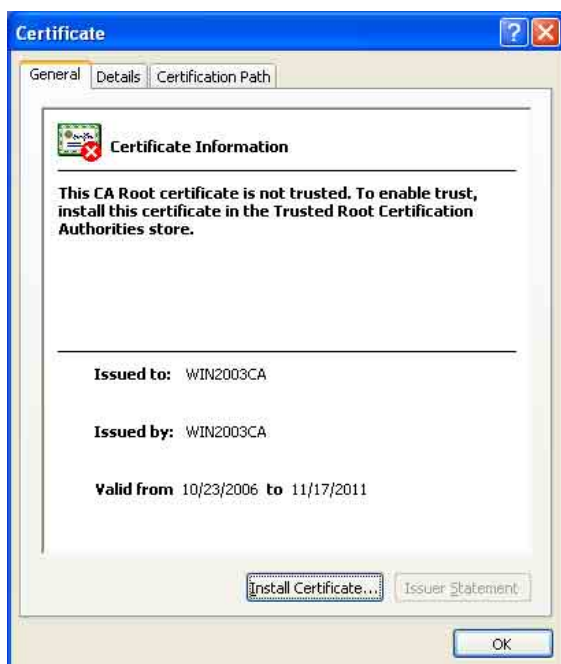 Certificate
General Details Certification Path
Certificate Information
This CA Root certificate is not trusted. To enable trust,
install this certificate in the Trusted Root Certification
Authorities store.
Issued to: WIN2003CA
Issued by: WIN2003CA
Valid from 10/23/2006 to 11/17/2011
Install Certificate... Issuer Statement
OK